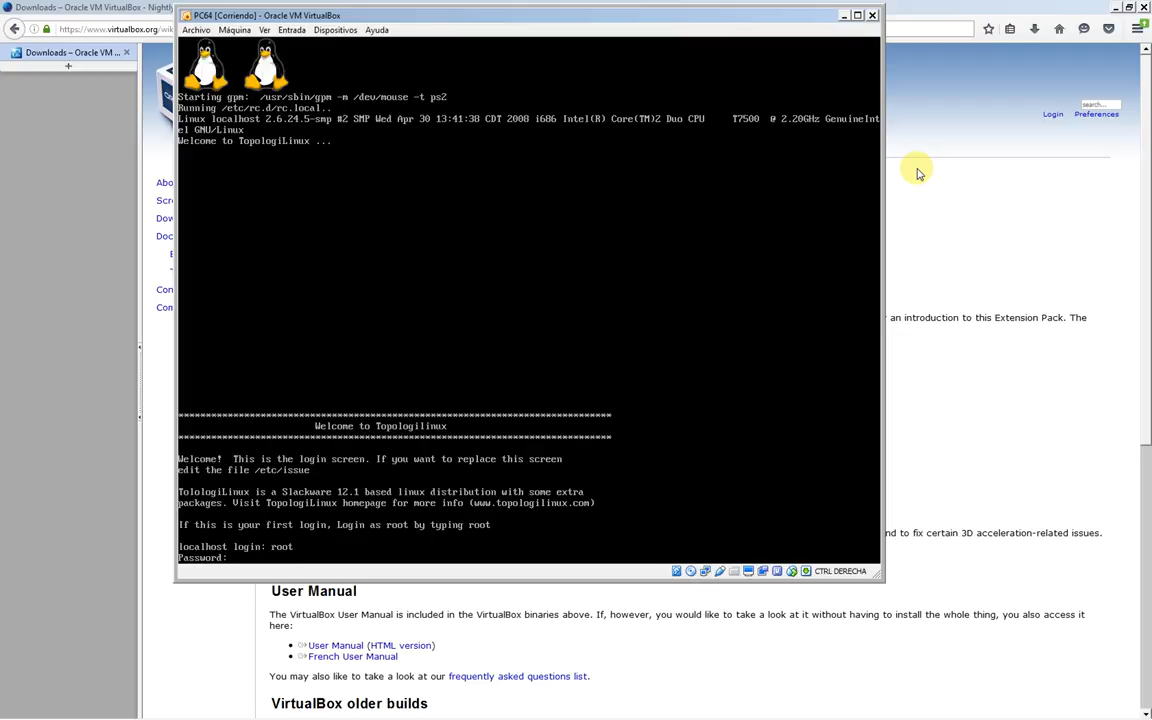 Downloads – Oracle VM VirtualBox - Nightly
PC64 [Corriendo] - Oracle VM VirtualBox
https://www.virtualbox.org/wik
Archivo Máquina Ver Entrada Dispositivos Ayuda
Downloads – Oracle VM ...
Starting gpm:  /usr/sbin/gpm -m /dev/mouse -t ps2
Running /etc/rc.d/rc.local..
Linux localhost 2.6.24.5-smp #2 SMP Wed Apr 30 13:41:38 CDT 2008 i686 Intel(R) Core(TM)2 Duo CPU     T7500  @ 2.20GHz GenuineInt
el GNU/Linux
Welcome to TopologiLinux ...
search...
Login Preferences
Abo
Scr
Dow
Doc
Con
Com
an introduction to this Extension Pack. The
*******************************************************************************
Welcome to Topologilinux
*******************************************************************************
Welcome!  This is the login screen. If you want to replace this screen
edit the file /etc/issue
TolologiLinux is a Slackware 12.1 based linux distribution with some extra
packages. Visit TopologiLinux homepage for more info (www.topologilinux.com)
If this is your first login, Login as root by typing root
nd to fix certain 3D acceleration-related issues.
localhost login: root
Password:
CTRL DERECHA
User Manual
The VirtualBox User Manual is included in the VirtualBox binaries above. If, however, you would like to take a look at it without having to install the whole thing, you also access it
here:
User Manual (HTML version)
French User Manual
You may also like to take a look at our frequently asked questions list.
VirtualBox older builds